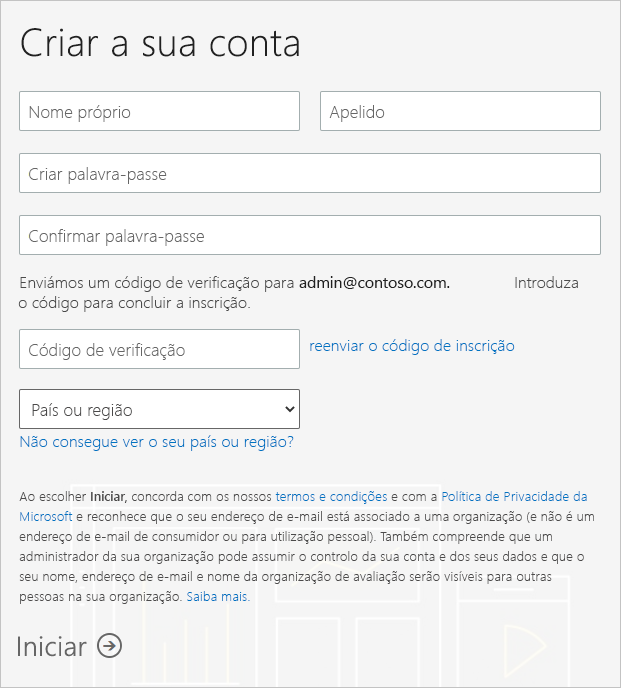 Criar a sua conta
Nome próprio Apelido
Criar palavra-passe
Confirmar palavra-passe
Enviámos um código de verificação para admin@contoso.com. Introduza
o código para concluir a inscrição.
Código de verificação reenviar o código de inscrição
País ou região
Não consegue ver o seu país ou região?
Ao escolher Iniciar, concorda com os nossos termos e condições e com a Política de Privacidade da
Microsoft e reconhece que o seu endereço de e-mail está associado a uma organização (e não é um
endereço de e-mail de consumidor ou para utilização pessoal). Também compreende que um
administrador da sua organização pode assumir o controlo da sua conta e dos seus dados e que o
seu nome, endereço de e-mail e nome da organização de avaliação serão visíveis para outras
pessoas na sua organização. Saiba mais.
Iniciar